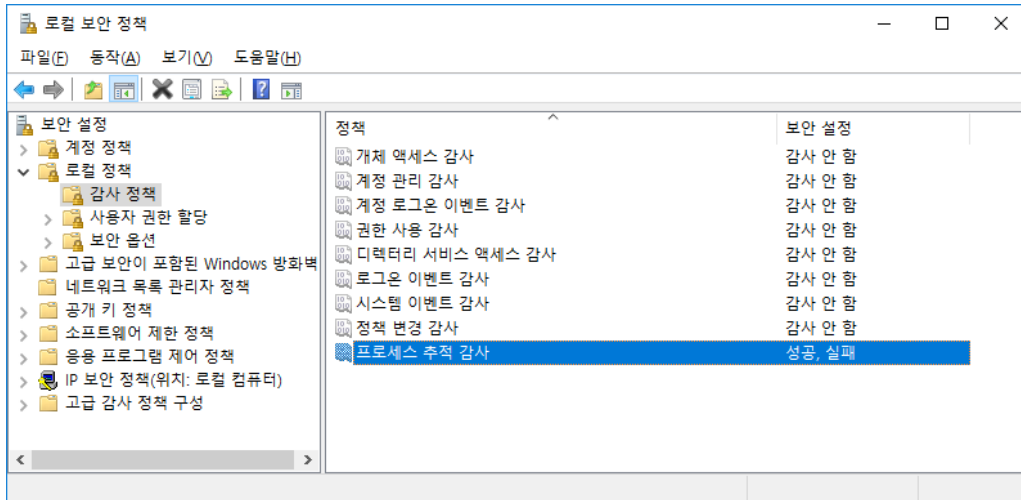 로컬 보안 정책
파일(F) 동작(A) 보기(V) 도움말(H)
보안 설정
계정 정책
로컬 정책
감사 정책
사용자 권한 할당
보안 옵션
고급 보안이 포함된 Windows 방화벽
네트워크 목록 관리자 정책
공개 키 정책
소프트웨어 제한 정책
응용 프로그램 제어 정책
IP 보안 정책(위치: 로컬 컴퓨터)
고급 감사 정책 구성
정책 보안 설정
개체 액세스 감사 감사 안 함
계정 관리 감사 감사 안 함
계정 로그온 이벤트 감사 감사 안 함
권한 사용 감사 감사 안 함
디렉터리 서비스 액세스 감사 감사 안 함
로그온 이벤트 감사 감사 안 함
시스템 이벤트 감사 감사 안 함
정책 변경 감사 감사 안 함
프로세스 추적 감사 성공, 실패